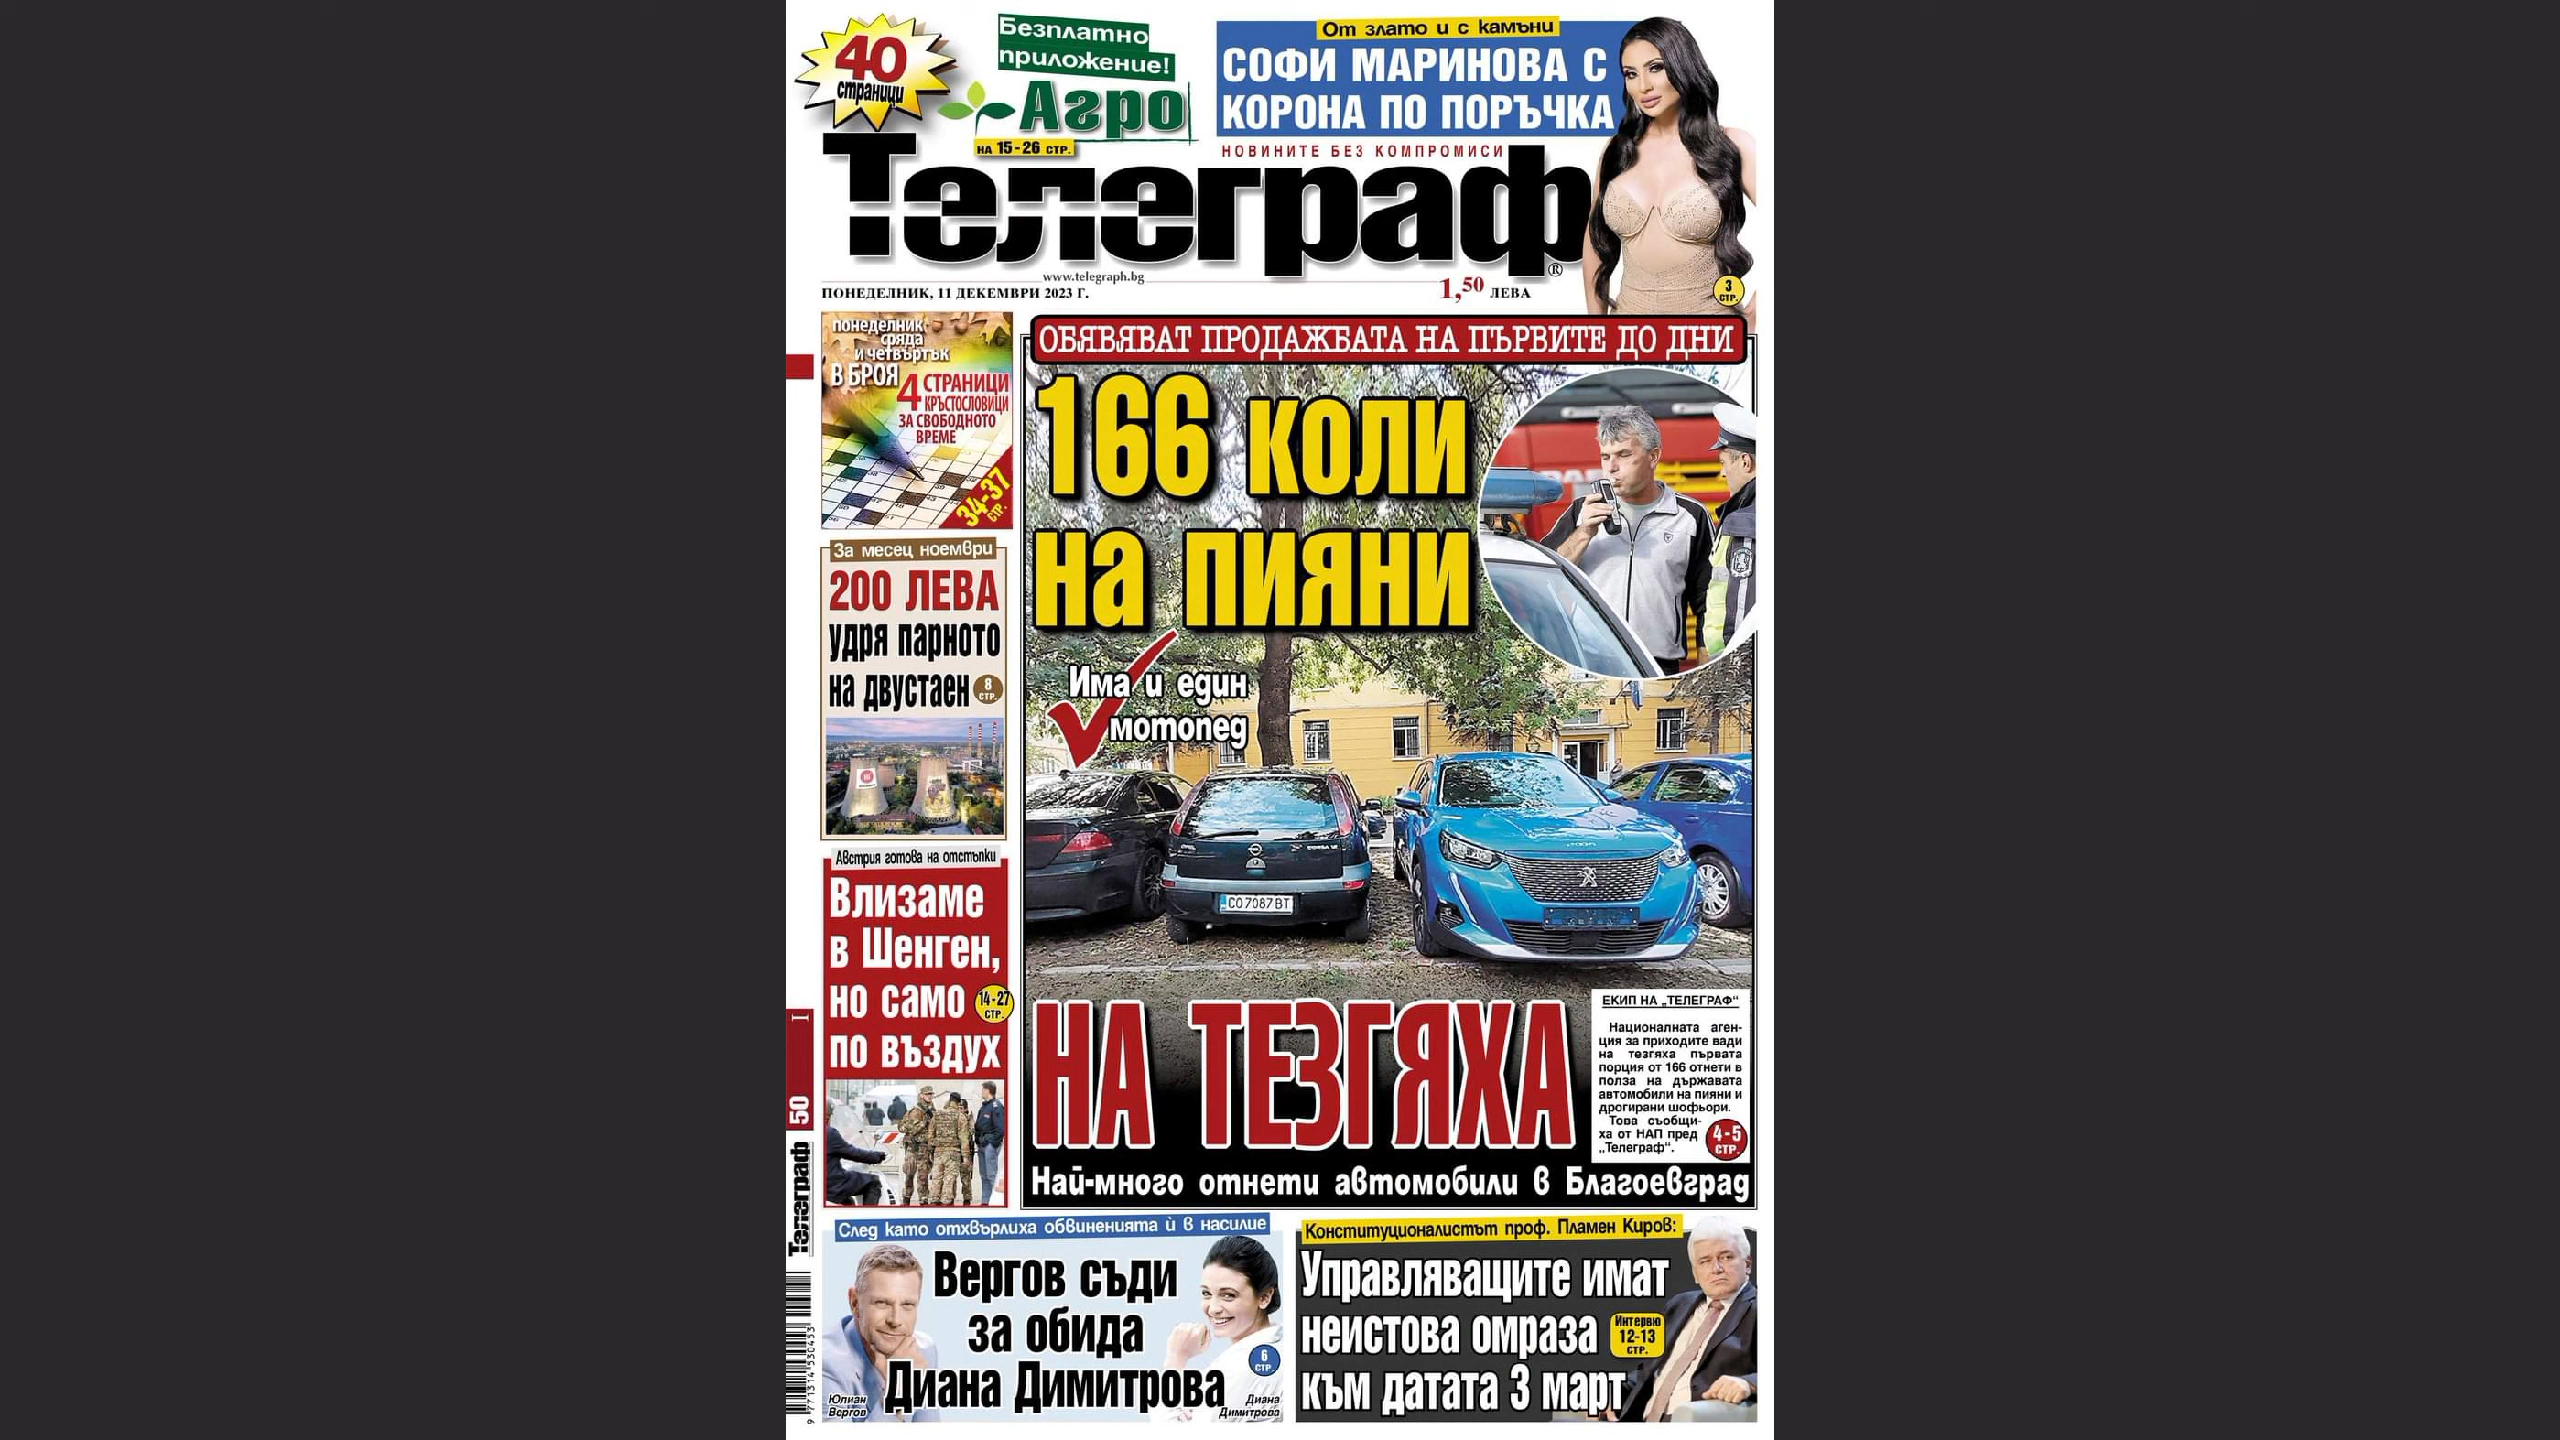 40
страници
Безплатно
приложение!
Агро
НА 15-26 СТР.
От злато и с камъни
СОФИ МАРИНОВА С
КОРОНА ПО ПОРЪЧКА
НОВИНИТЕ БЕЗ КОМПРОМИСИ
Телеграф®
www.telegraph.bg
ПОНЕДЕЛНИК, 11 ДЕКЕМВРИ 2023 Г.
1,50 ЛЕВА
3
СТР.
понеделник
сряда
и четвъртък
В БРОЯ
4 СТРАНИЦИ
КРЪСТОСЛОВИЦИ
ЗА СВОБОДНОТО
ВРЕМЕ
34-37
СТР.
За месец ноември
200 ЛЕВА
удря парното
на двустаен
8
СТР.
Австрия готова на отстъпки
Влизаме
в Шенген,
но само
по въздух
14-27
СТР.
ОБЯВЯВАТ ПРОДАЖБАТА НА ПЪРВИТЕ ДО ДНИ
166 коли
на пияни
Има и един
мотопед
CO7087BT
НА ТЕЗГЯХА
ЕКИП НА „ТЕЛЕГРАФ“
Националната аген-
ция за приходите вади
на тезгяха първата
порция от 166 отнети в
полза на държавата
автомобили на пияни и
дрогирани шофьори.
Това съобщи-
ха от НАП пред
„Телеграф“.
4-5
СТР.
Най-много отнети автомобили в Благоевград
След като отхвърлиха обвиненията ѝ в насилие
Вергов съди
за обида
Диана Димитрова
6
СТР.
Юлиан
Вергов
Диана
Димитрова
Конституционалистът проф. Пламен Киров:
Управляващите имат
неистова омраза
към датата 3 март
Интервю
12-13
СТР.
I
50
Телеграф
9 771314 530453